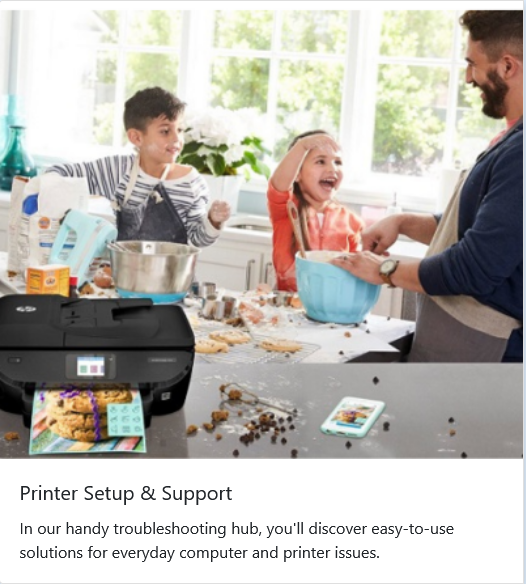 hp
Printer Setup & Support
In our handy troubleshooting hub, you'll discover easy-to-use
solutions for everyday computer and printer issues.